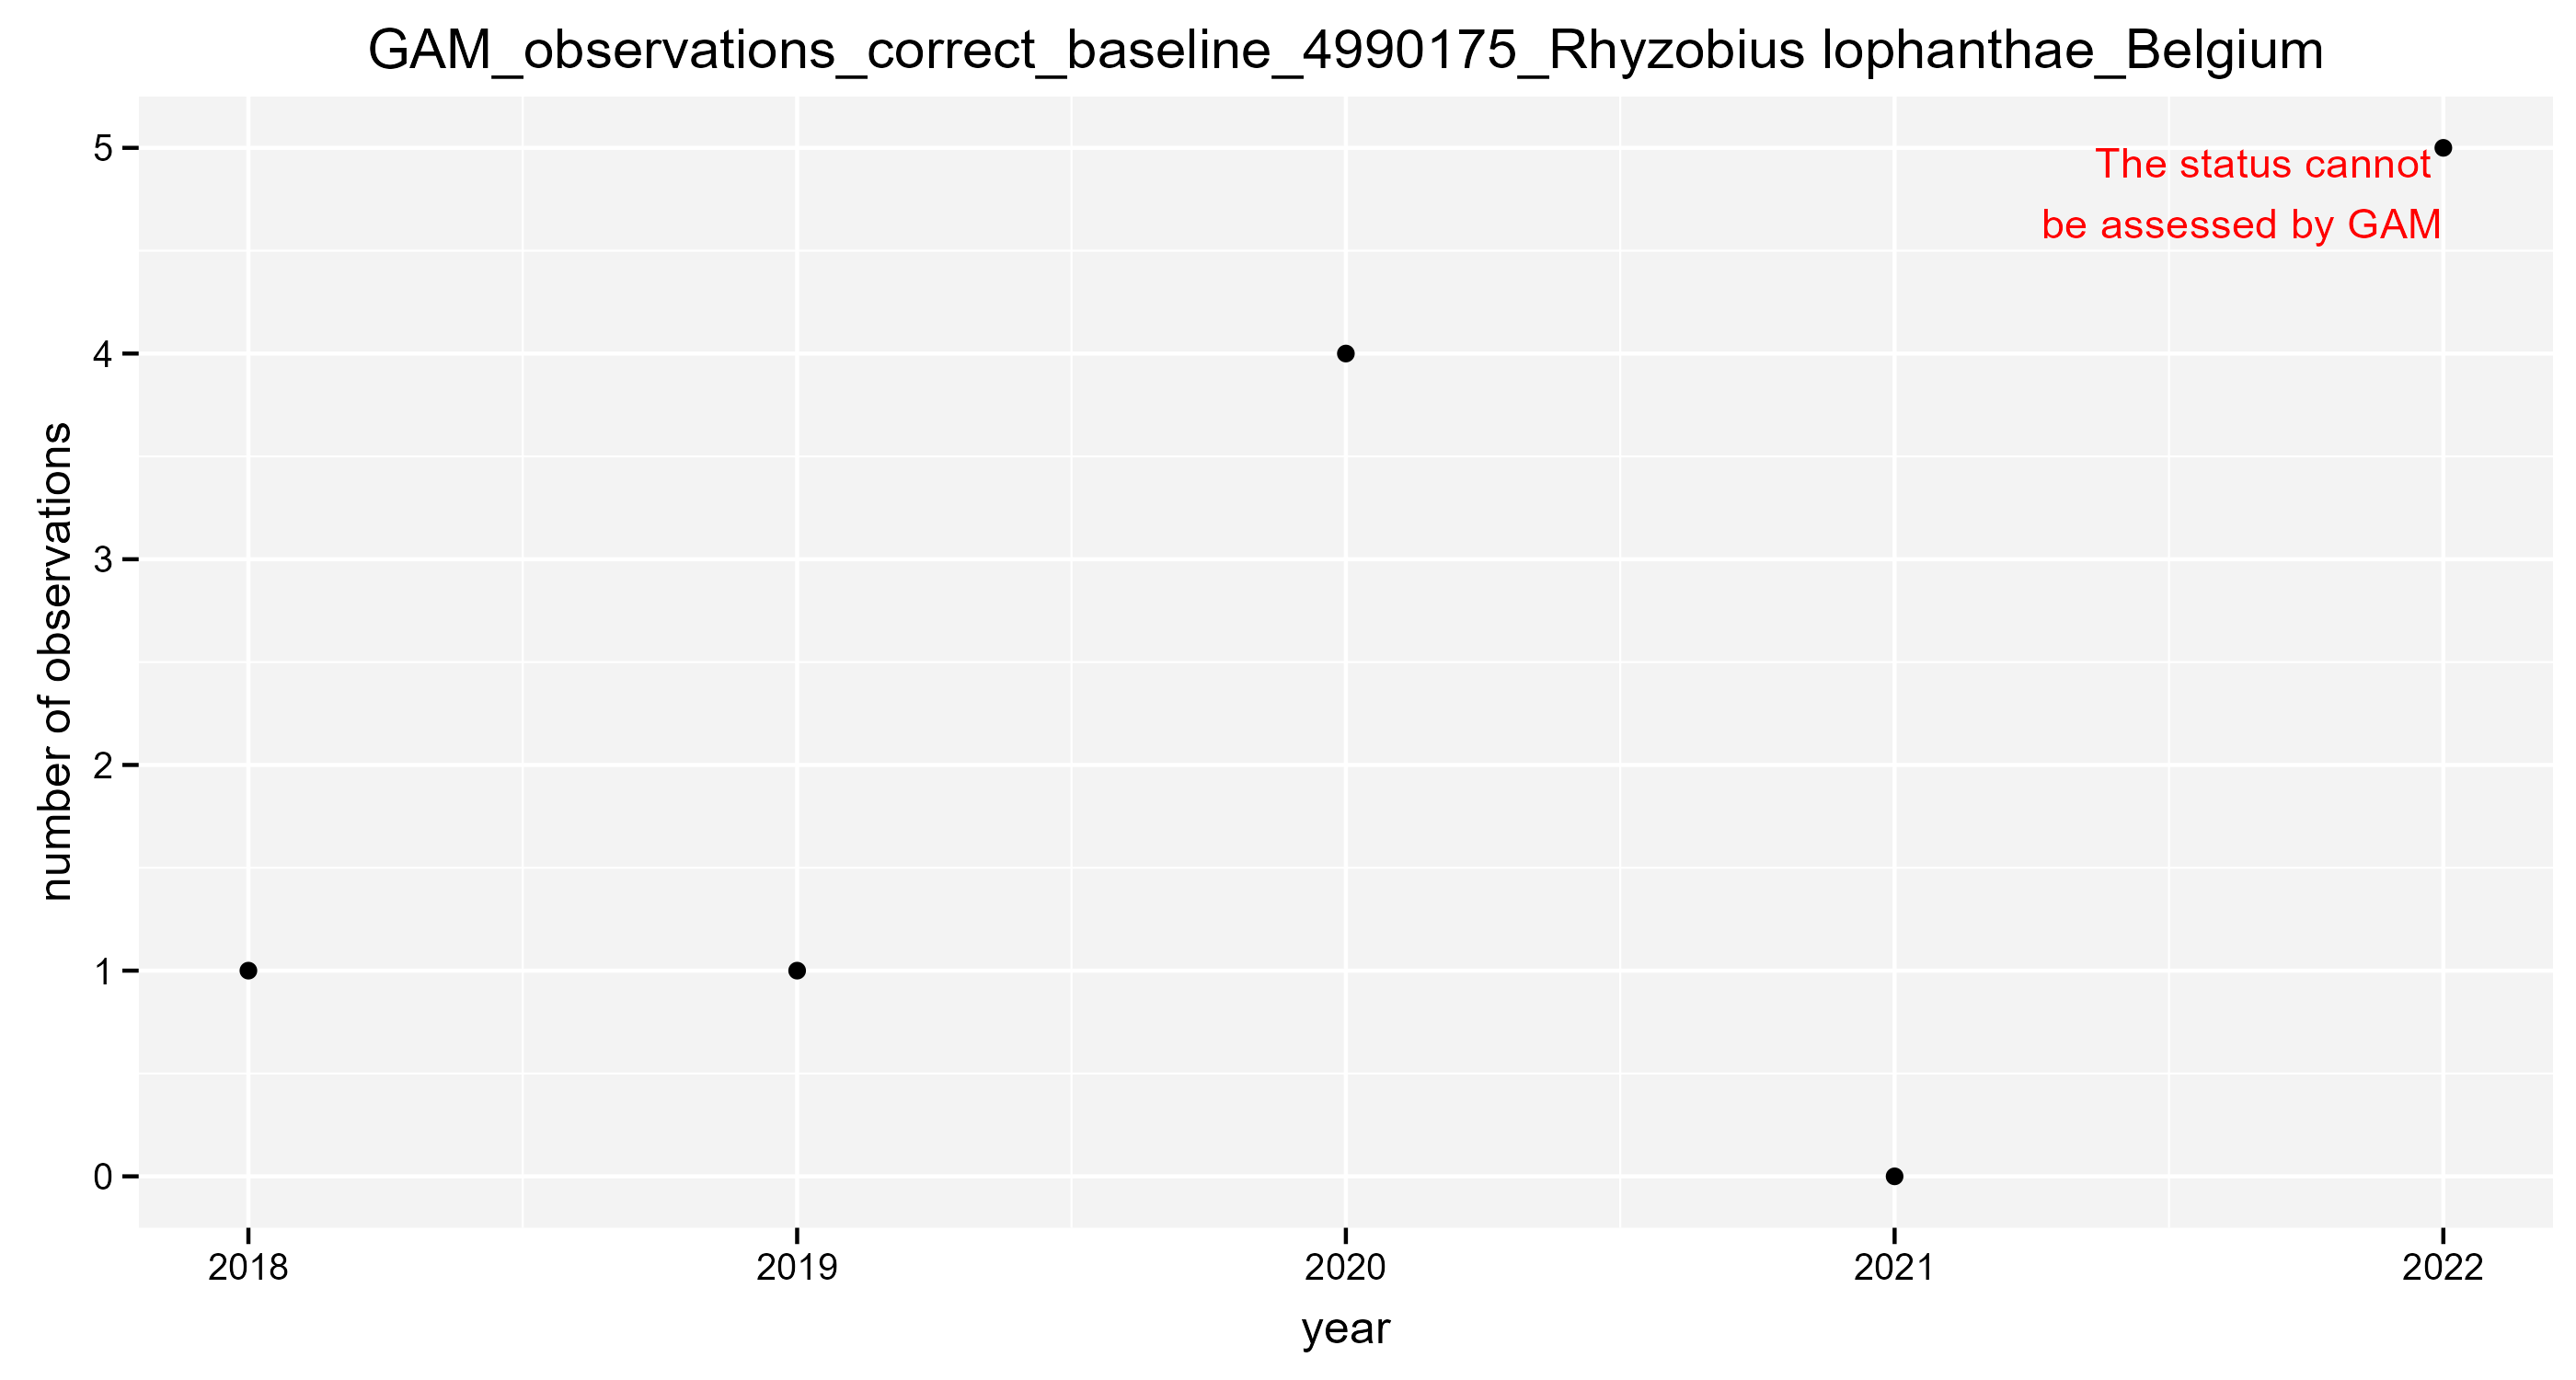 GAM_observations_correct_baseline_4990175_Rhyzobius lophanthae_Belgium
5
The status cannot
be assessed by GAM
4
3
2
1
0
number of observations
2018 2019 2020 2021 2022
year